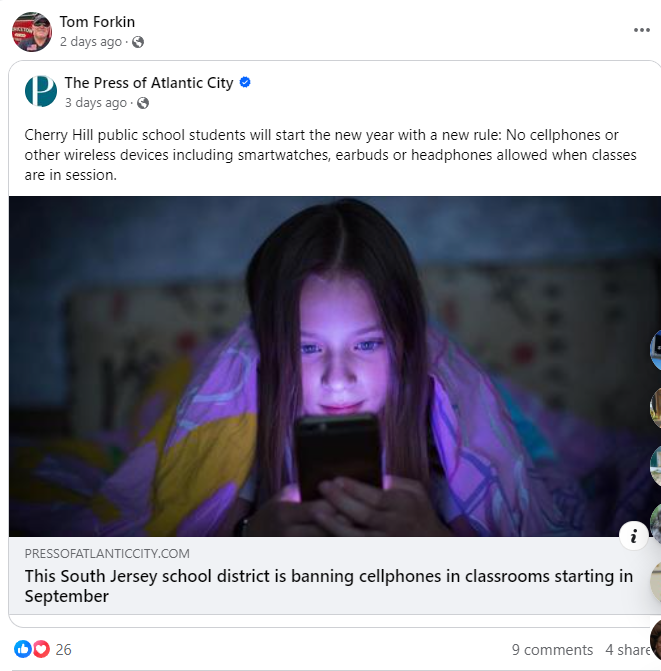 Tom Forkin
2 days ago ·
The Press of Atlantic City
3 days ago ·
Cherry Hill public school students will start the new year with a new rule: No cellphones or
other wireless devices including smartwatches, earbuds or headphones allowed when classes
are in session.
i
PRESSOFATLANTICCITY.COM
This South Jersey school district is banning cellphones in classrooms starting in
September
26
9 comments 4 share